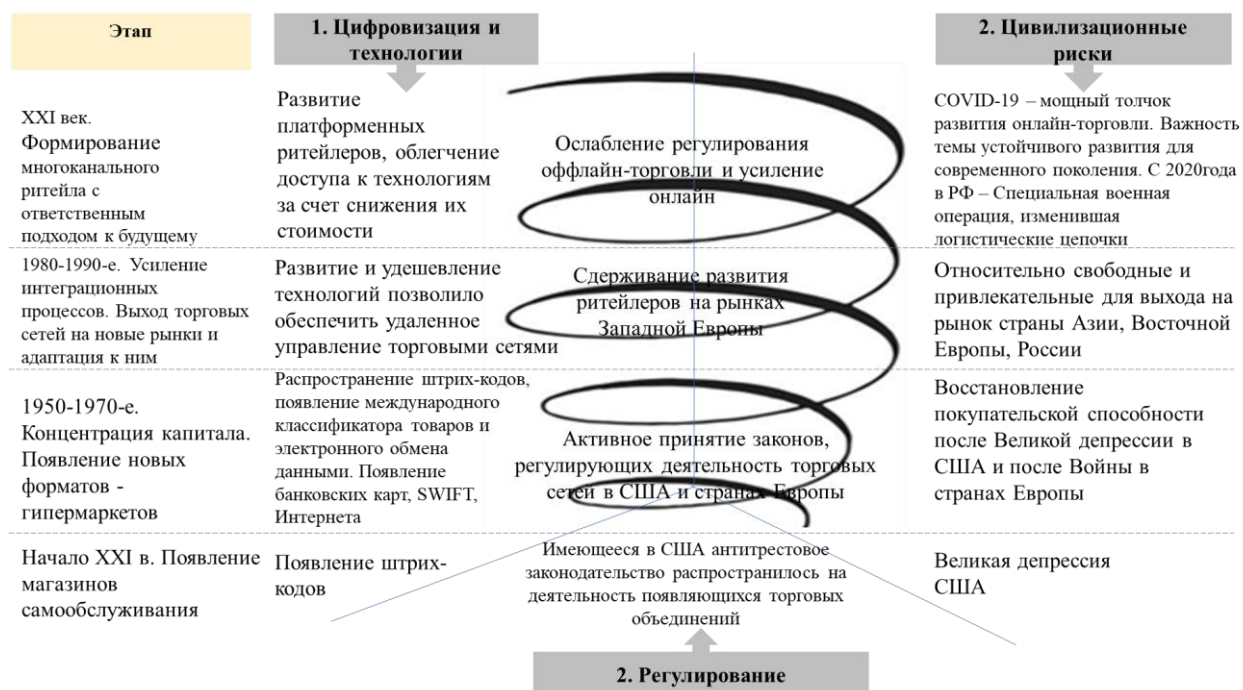 Этап
1. Цифровизация и
технологии
2. Цивилизационные
риски
XXI век.
Формирование
многоканального
ритейла с
ответственным
подходом к будущему
Развитие
платформенных
ритейлеров, облегчение
доступа к технологиям
за счет снижения их
стоимости
Ослабление регулирования
оффлайн-торговли и усиление
онлайн
COVID-19 – мощный толчок
развития онлайн-торговли. Важность
темы устойчивого развития для
современного поколения. С 2020года
в РФ – Специальная военная
операция, изменившая
логистические цепочки
1980-1990-е. Усиление
интеграционных
процессов. Выход торговых
сетей на новые рынки и
адаптация к ним
Развитие и удешевление
технологий позволило
обеспечить удаленное
управление торговыми сетями
Сдерживание развития
ритейлеров на рынках
Западной Европы
Относительно свободные и
привлекательные для выхода на
рынок страны Азии, Восточной
Европы, России
1950-1970-е.
Концентрация капитала.
Появление новых
форматов -
гипермаркетов
Распространение штрих-кодов,
появление международного
классификатора товаров и
электронного обмена
данными. Появление
банковских карт, SWIFT,
Интернета
Активное принятие законов,
регулирующих деятельность торговых
сетей в США и странах Европы
Восстановление
покупательской способности
после Великой депрессии в
США и после Войны в
странах Европы
Начало XXI в. Появление
магазинов
самообслуживания
Появление штрих-
кодов
Имеющееся в США антитрестовое
законодательство распространилось на
деятельность появляющихся торговых
объединений
Великая депрессия
США
2. Регулирование